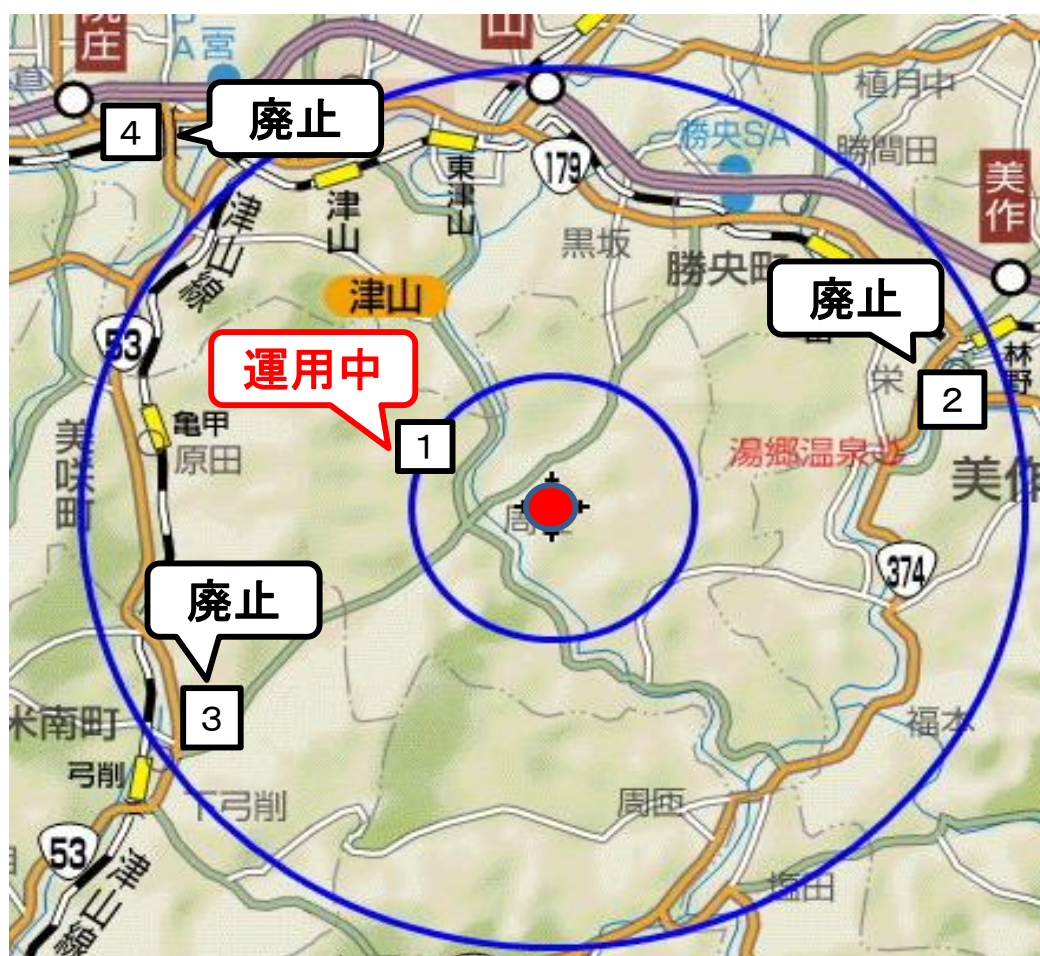 院
庄
A
宮
山
植月中
4
廃止
勝央SA
勝間田
美作
179
東津山
津山
津山線
黒坂
勝央町
津山
廃止
53
運用中
林野
栄
2
亀甲
原田
1
湯郷温泉
美作
美咲町
周
374
廃止
3
米南町
福本
弓削
下弓削
周匝
53
塩田
津山線